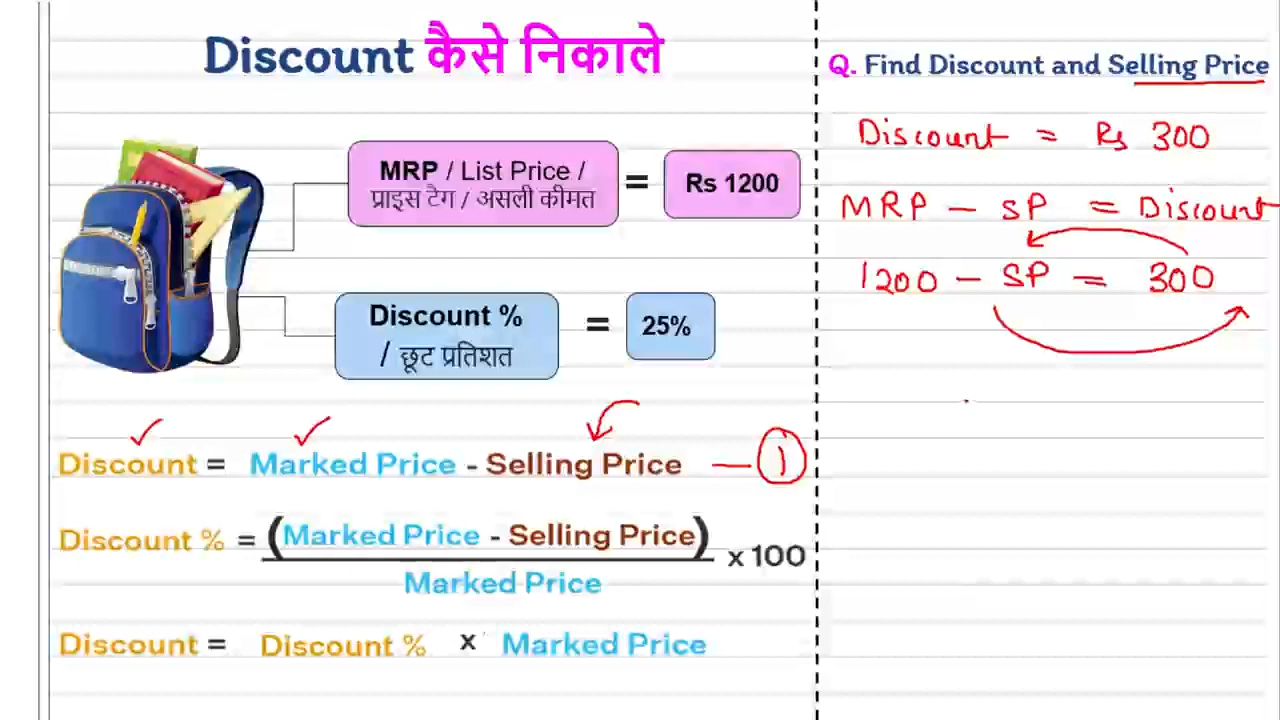 Discount कैसे निकाले
MRP / List Price /
प्राइस टैग / असली कीमत
=
Rs 1200
Discount %
/ छूट प्रतिशत
=
25%
Discount = Marked Price - Selling Price — 1
Discount % = (Marked Price - Selling Price)
Marked Price
x 100
Discount = Discount % x Marked Price
Q. Find Discount and Selling Price
Discount = Rs 300
MRP - SP = Discount
1200 - SP = 300